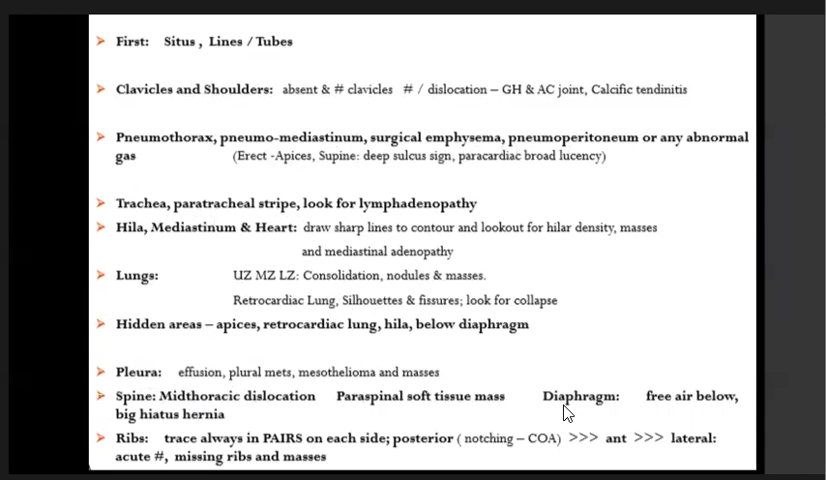 First: Situs , Lines / Tubes
Clavicles and Shoulders: absent & # clavicles # / dislocation – GH & AC joint, Calcific tendinitis
Pneumothorax, pneumo-mediastinum, surgical emphysema, pneumoperitoneum or any abnormal
gas (Erect -Apices, Supine: deep sulcus sign, paracardiac broad lucency)
Trachea, paratracheal stripe, look for lymphadenopathy
Hila, Mediastinum & Heart: draw sharp lines to contour and lookout for hilar density, masses
and mediastinal adenopathy
Lungs: UZ MZ LZ: Consolidation, nodules & masses.
Retrocardiac Lung, Silhouettes & fissures; look for collapse
Hidden areas – apices, retrocardiac lung, hila, below diaphragm
Pleura: effusion, plural mets, mesothelioma and masses
Spine: Midthoracic dislocation Paraspinal soft tissue mass Diaphragm: free air below,
big hiatus hernia
Ribs: trace always in PAIRS on each side; posterior ( notching – COA) >>> ant >>> lateral:
acute #, missing ribs and masses